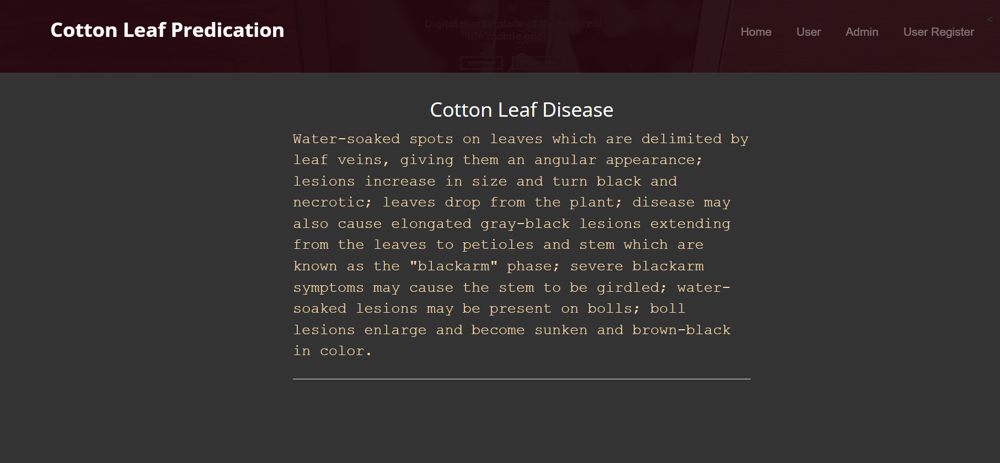 Cotton Leaf Predication
Digital marketplace of the best real
life mobile photos
Home
User
Admin
User Register
<
Cotton Leaf Disease
Water-soaked spots on leaves which are delimited by
leaf veins, giving them an angular appearance;
lesions increase in size and turn black and
necrotic; leaves drop from the plant; disease may
also cause elongated gray-black lesions extending
from the leaves to petioles and stem which are
known as the "blackarm" phase; severe blackarm
symptoms may cause the stem to be girdled; water-
soaked lesions may be present on bolls; boll
lesions enlarge and become sunken and brown-black
in color.